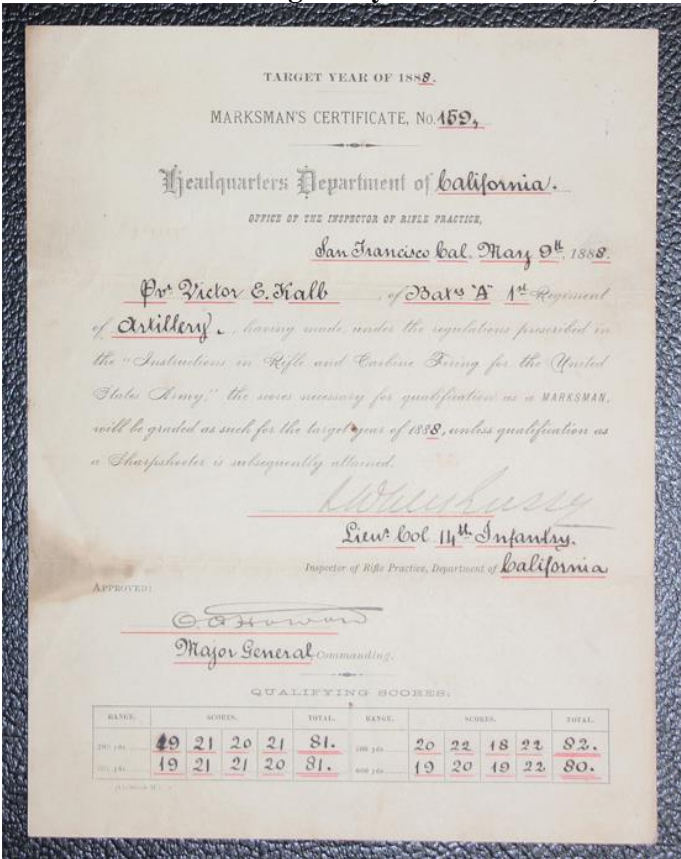 TARGET YEAR OF 1888.
MARKSMAN'S CERTIFICATE, No. 159,
Headquarters Department of California.
OFFICE OF THE INSPECTOR OF RIFLE PRACTICE,
San Francisco Cal. May 9th, 1888.
Pvt Victor E. Kalb, of Baty "A" 1st Regiment
of Artillery., having made, under the regulations prescribed in
the "Instructions in Rifle and Carbine Firing for the United
States Army," the scores necessary for qualification as a MARKSMAN,
will be graded as such for the target year of 1888, unless qualification as
a Sharpshooter is subsequently attained.
Lieut Col 14th Infantry.
Inspector of Rifle Practice, Department of California
APPROVED:
O. O. Howard
Major General, Commanding.
QUALIFYING SCORES:
RANGE. SCORES. TOTAL. RANGE. SCORES. TOTAL.
200 yds. 19 21 20 21 81. 500 yds. 20 22 18 22 82.
300 yds. 19 21 21 20 81. 600 yds. 19 20 19 22 80.